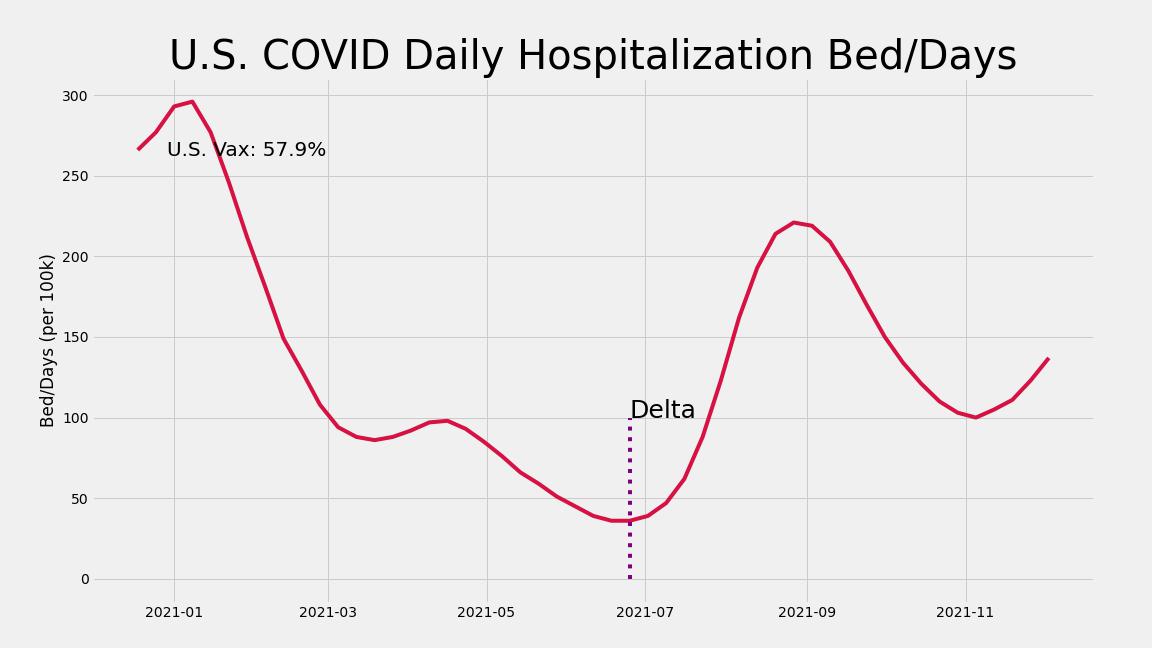 U.S. COVID Daily Hospitalization Bed/Days
300
U.S. Vax: 57.9%
250
200
Bed/Days (per 100k)
150
Delta
100
50
0
2021-01 2021-03 2021-05 2021-07 2021-09 2021-11